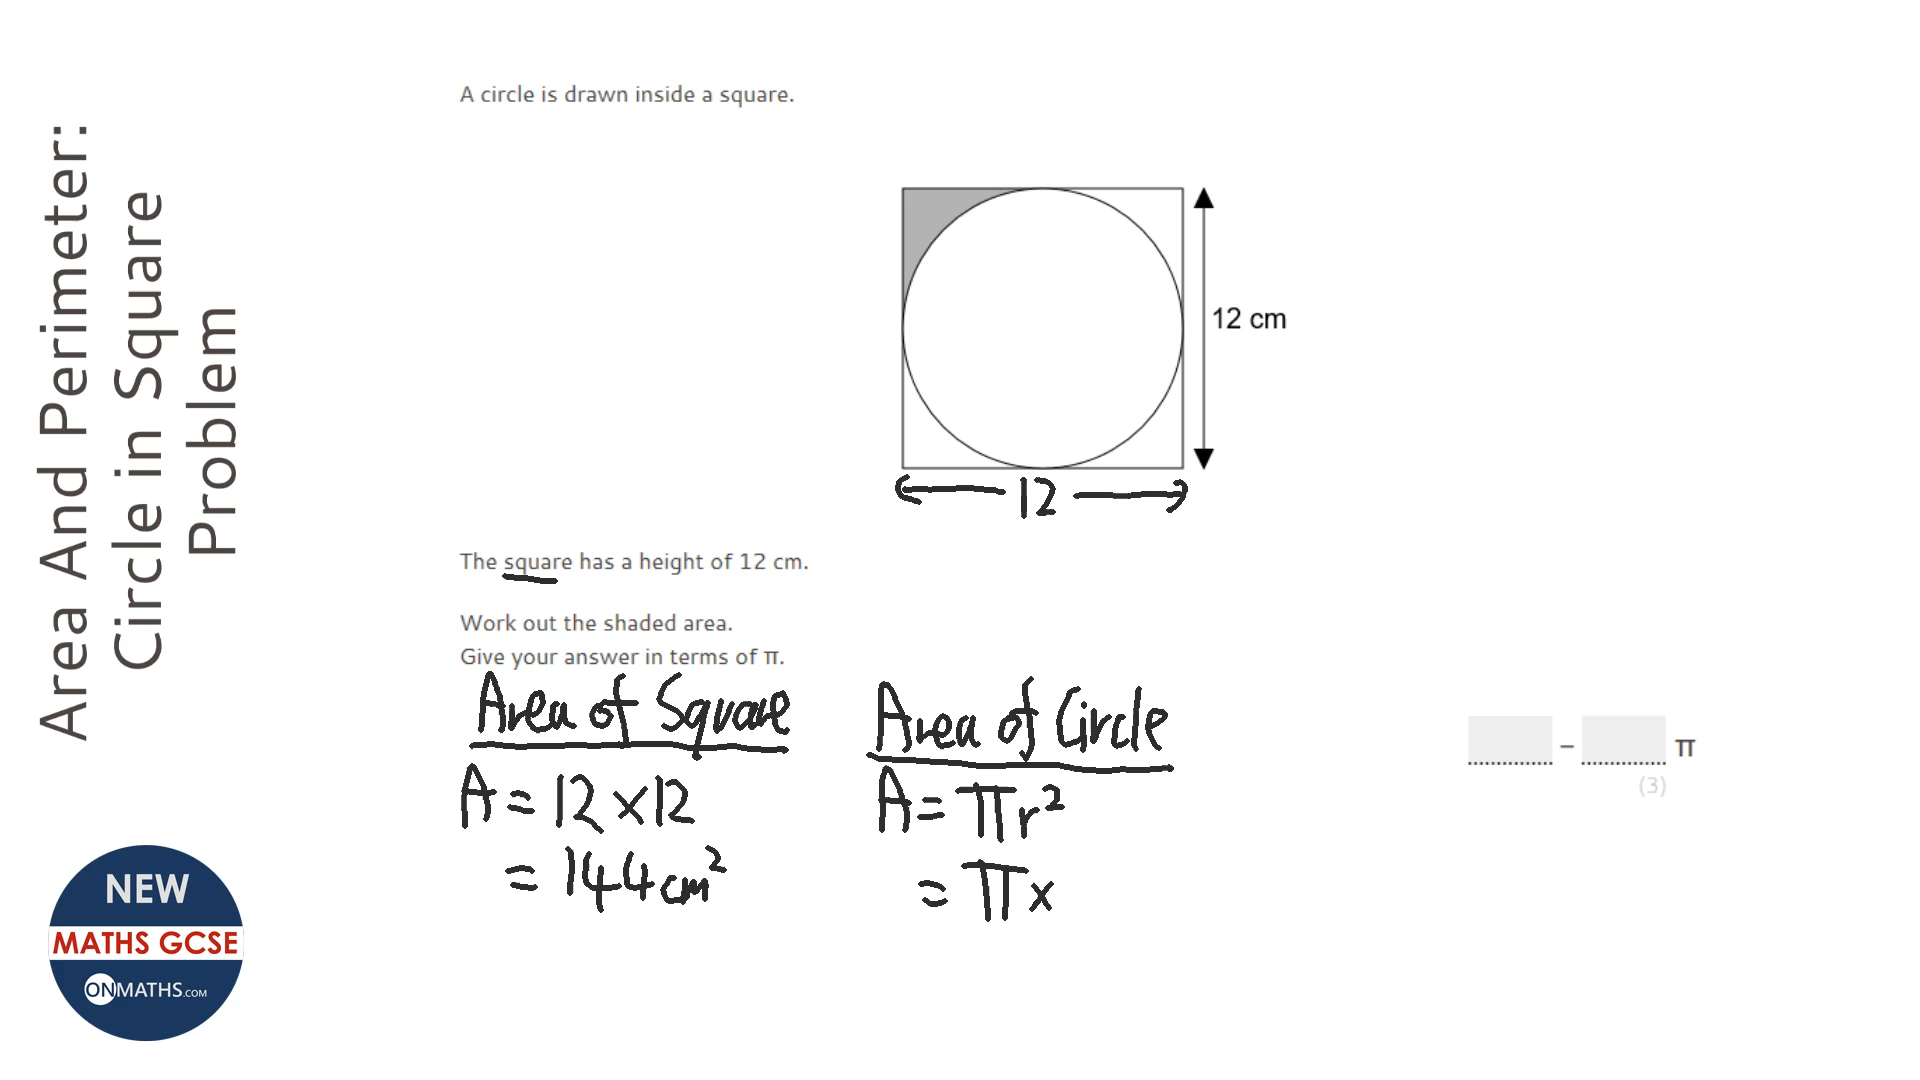 Area And Perimeter:
Circle in Square
Problem
A circle is drawn inside a square.
12 cm
12
The square has a height of 12 cm.
Work out the shaded area.
Give your answer in terms of π.
Area of Square
A = 12 × 12
= 144cm²
Area of Circle
A = πr²
= π×
– π
(3)
NEW
MATHS GCSE
ONMATHS.COM